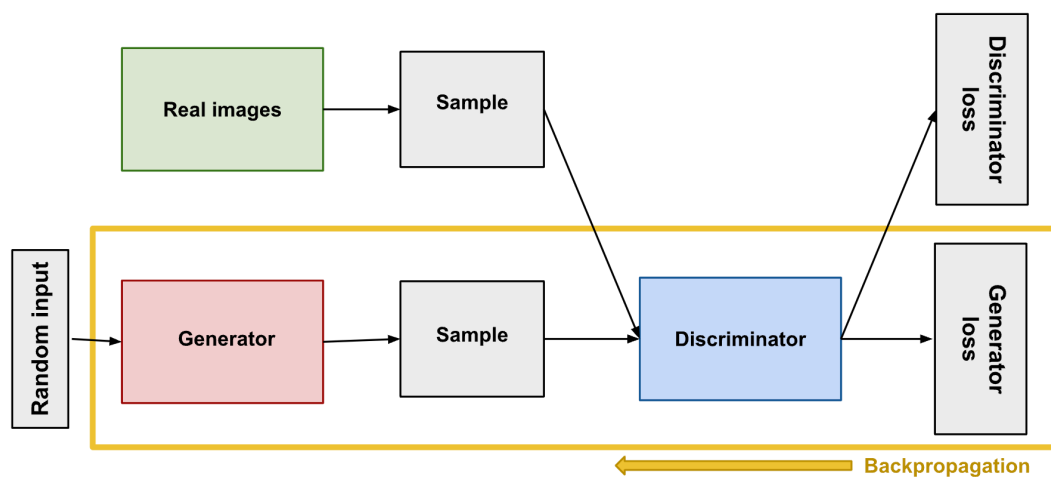 Real images
Sample
Discriminator
loss
Random input
Generator
Sample
Discriminator
Generator
loss
Backpropagation